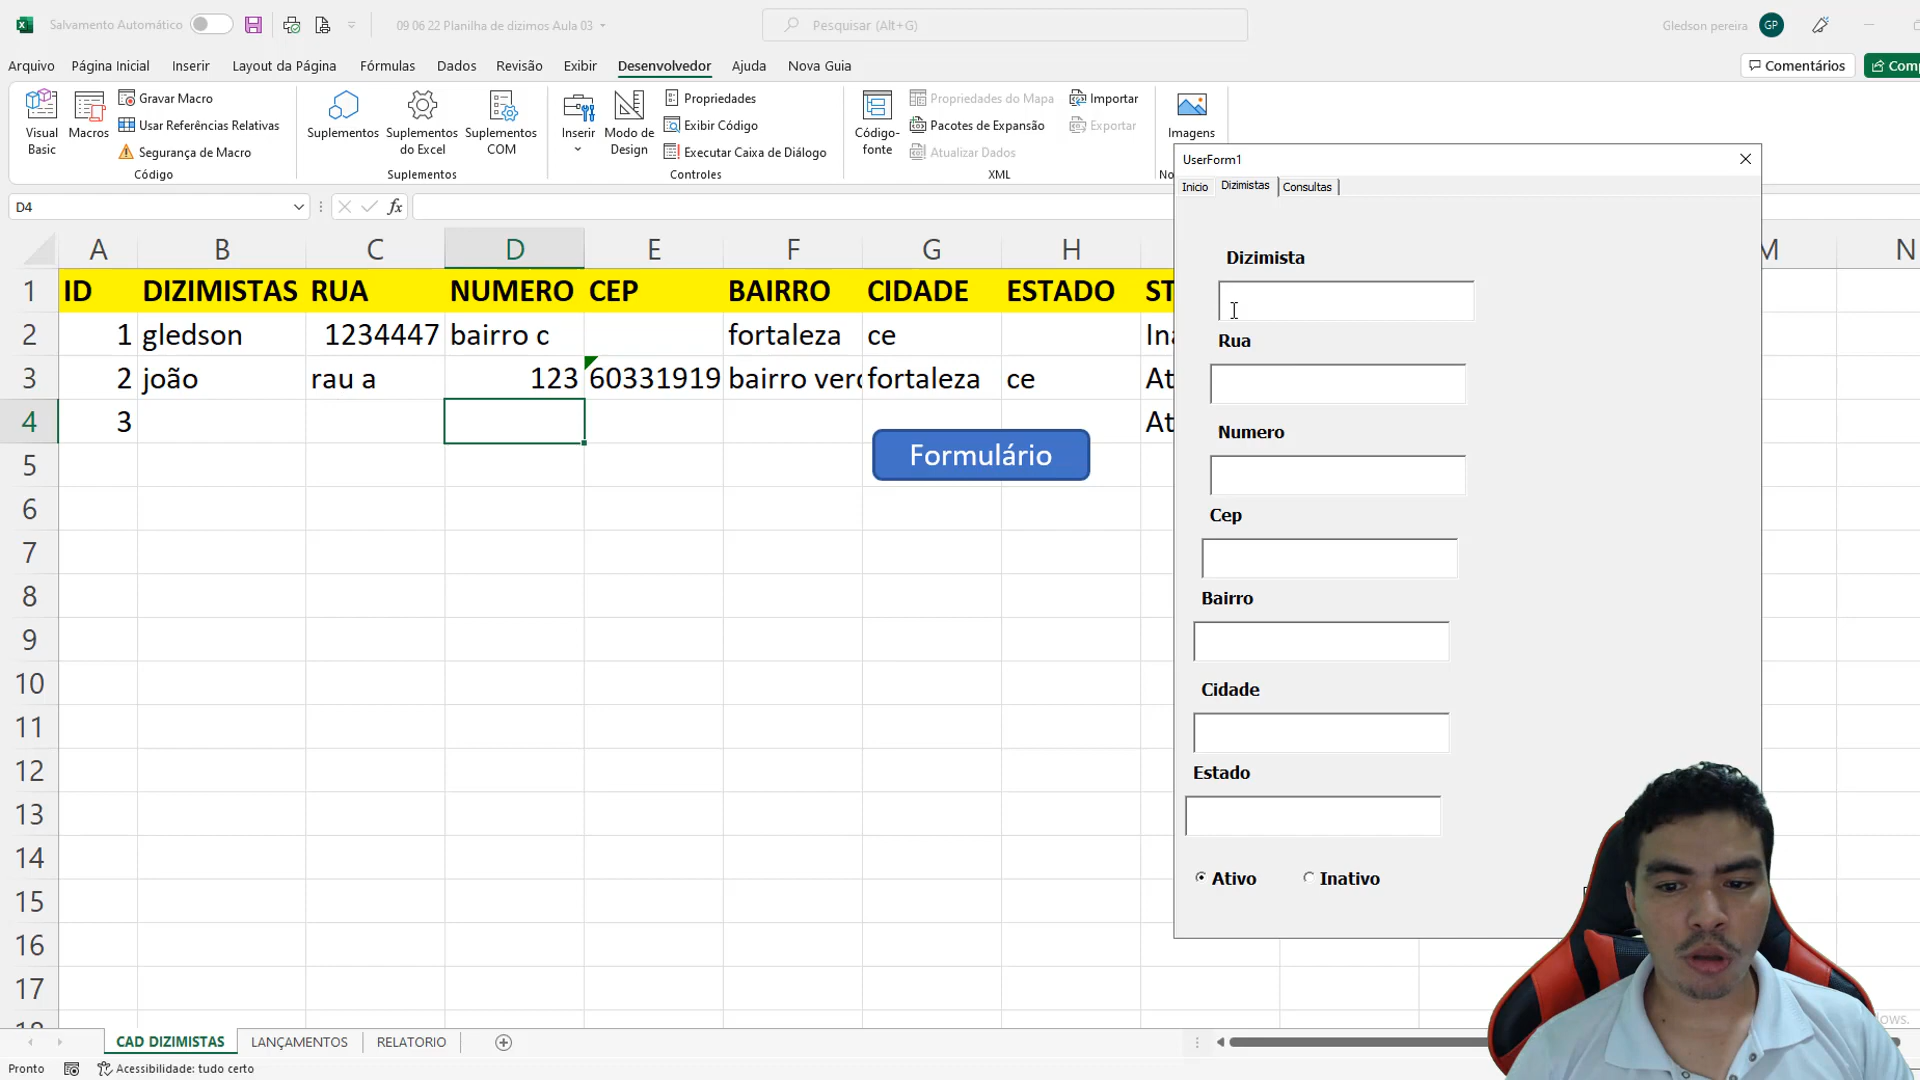 Salvamento Automático
09 06 22 Planilha de dizimos Aula 03
Pesquisar (Alt+G)
Gledson pereira
GP
Arquivo Página Inicial Inserir Layout da Página Fórmulas Dados Revisão Exibir Desenvolvedor Ajuda Nova Guia
Comentários
Visual Basic
Macros
Gravar Macro
Usar Referências Relativas
Segurança de Macro
Código
Suplementos
Suplementos do Excel
Suplementos COM
Suplementos
Inserir
Modo de Design
Propriedades
Exibir Código
Executar Caixa de Diálogo
Controles
Código-fonte
Propriedades do Mapa
Pacotes de Expansão
Atualizar Dados
Importar
Exportar
XML
Imagens
D4
fx
A B C D E F G H M N
1 ID DIZIMISTAS RUA NUMERO CEP BAIRRO CIDADE ESTADO ST
2 1 gledson 1234447 bairro c fortaleza ce
3 2 joão rau a 123 60331919 bairro verd fortaleza ce At
4 3 At
5
6
7
8
9
10
11
12
13
14
15
16
17
Formulário
UserForm1
Inicio Dizimistas Consultas
Dizimista
Rua
Numero
Cep
Bairro
Cidade
Estado
Ativo Inativo
CAD DIZIMISTAS LANÇAMENTOS RELATORIO
Pronto
Acessibilidade: tudo certo